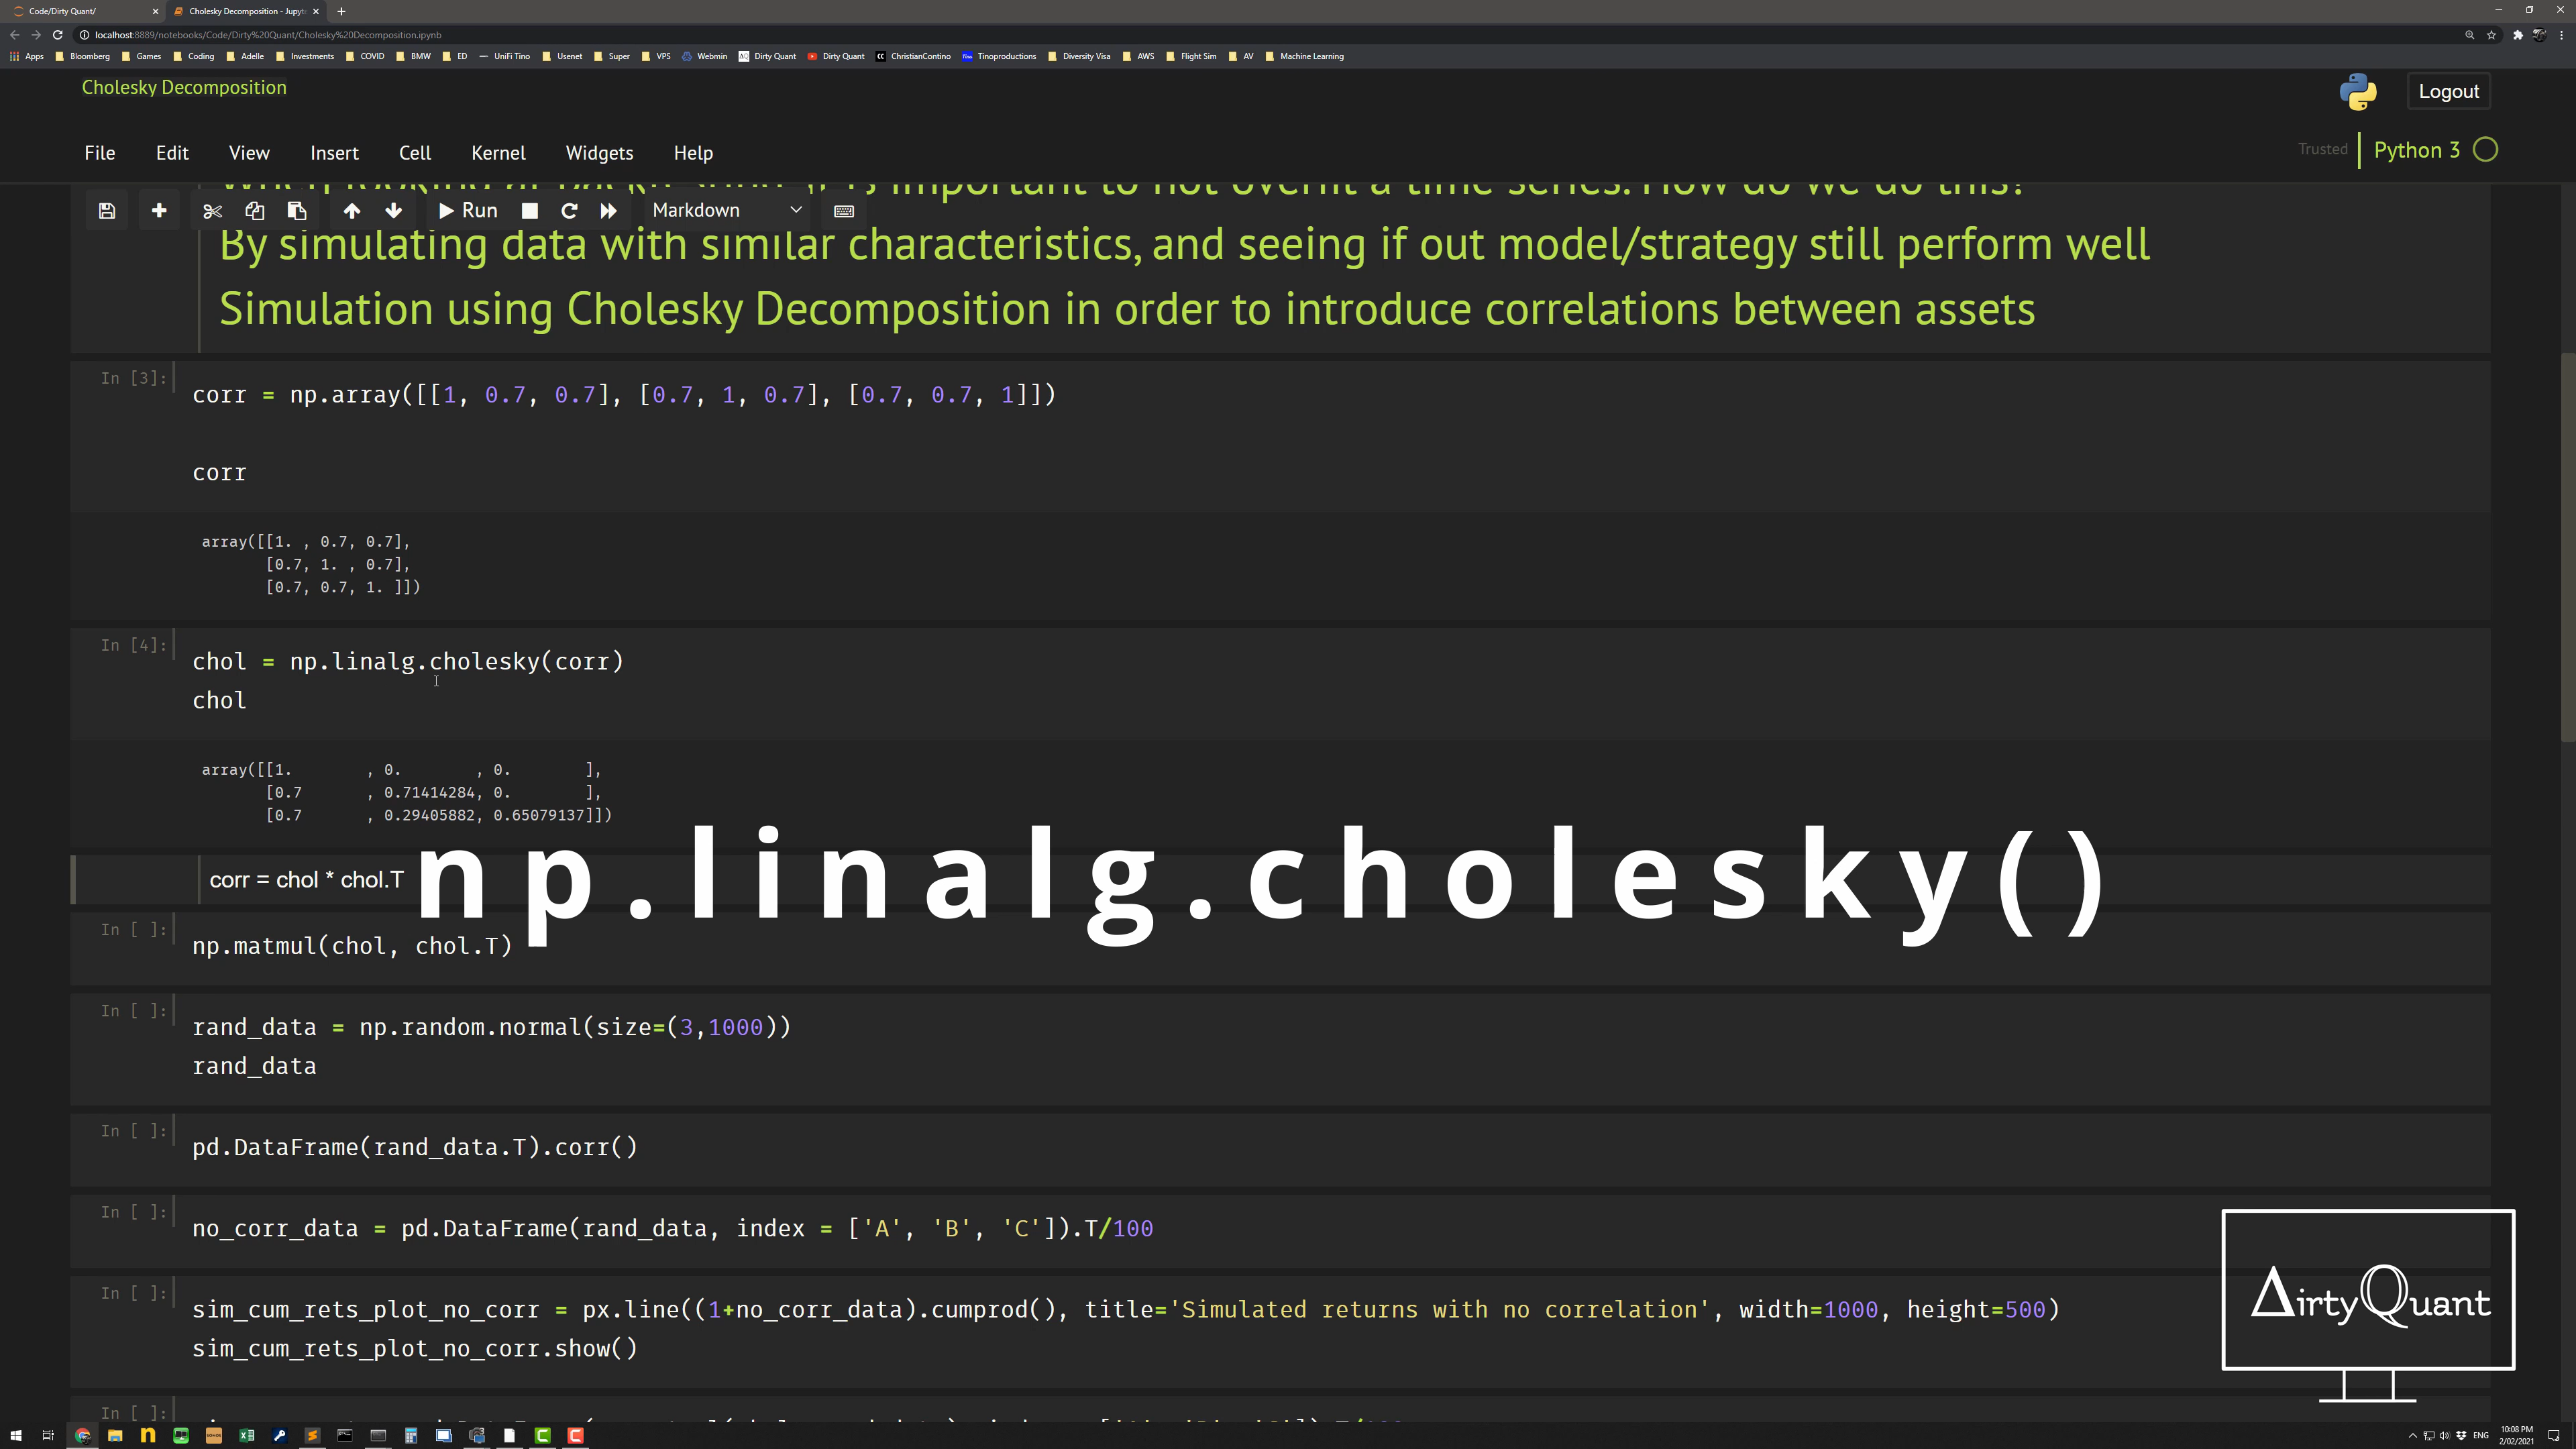 Code/Dirty Quant/
Cholesky Decomposition - Jupyt
localhost:8889/notebooks/Code/Dirty%20Quant/Cholesky%20Decomposition.ipynb
Apps Bloomberg Games Coding Adelle Investments COVID BMW ED UniFi Tino Usenet Super VPS Webmin Dirty Quant Dirty Quant ChristianContino Tinoproductions Diversity Visa AWS Flight Sim AV Machine Learning
Cholesky Decomposition
Logout
File Edit View Insert Cell Kernel Widgets Help
Trusted Python 3
important to not overfit a time series. How do we do this?
Run Markdown
By simulating data with similar characteristics, and seeing if out model/strategy still perform well
Simulation using Cholesky Decomposition in order to introduce correlations between assets
In [3]:
corr = np.array([[1, 0.7, 0.7], [0.7, 1, 0.7], [0.7, 0.7, 1]])
corr
array([[1. , 0.7, 0.7],
[0.7, 1. , 0.7],
[0.7, 0.7, 1. ]])
In [4]:
chol = np.linalg.cholesky(corr)
chol
array([[1. , 0. , 0. ],
[0.7 , 0.71414284, 0. ],
[0.7 , 0.29405882, 0.65079137]])
corr = chol * chol.T
np.linalg.cholesky()
In [ ]:
np.matmul(chol, chol.T)
In [ ]:
rand_data = np.random.normal(size=(3,1000))
rand_data
In [ ]:
pd.DataFrame(rand_data.T).corr()
In [ ]:
no_corr_data = pd.DataFrame(rand_data, index = ['A', 'B', 'C']).T/100
In [ ]:
sim_cum_rets_plot_no_corr = px.line((1+no_corr_data).cumprod(), title='Simulated returns with no correlation', width=1000, height=500)
sim_cum_rets_plot_no_corr.show()
In [ ]:
ΔirtyQuant
ENG
10:08 PM
2/02/2021